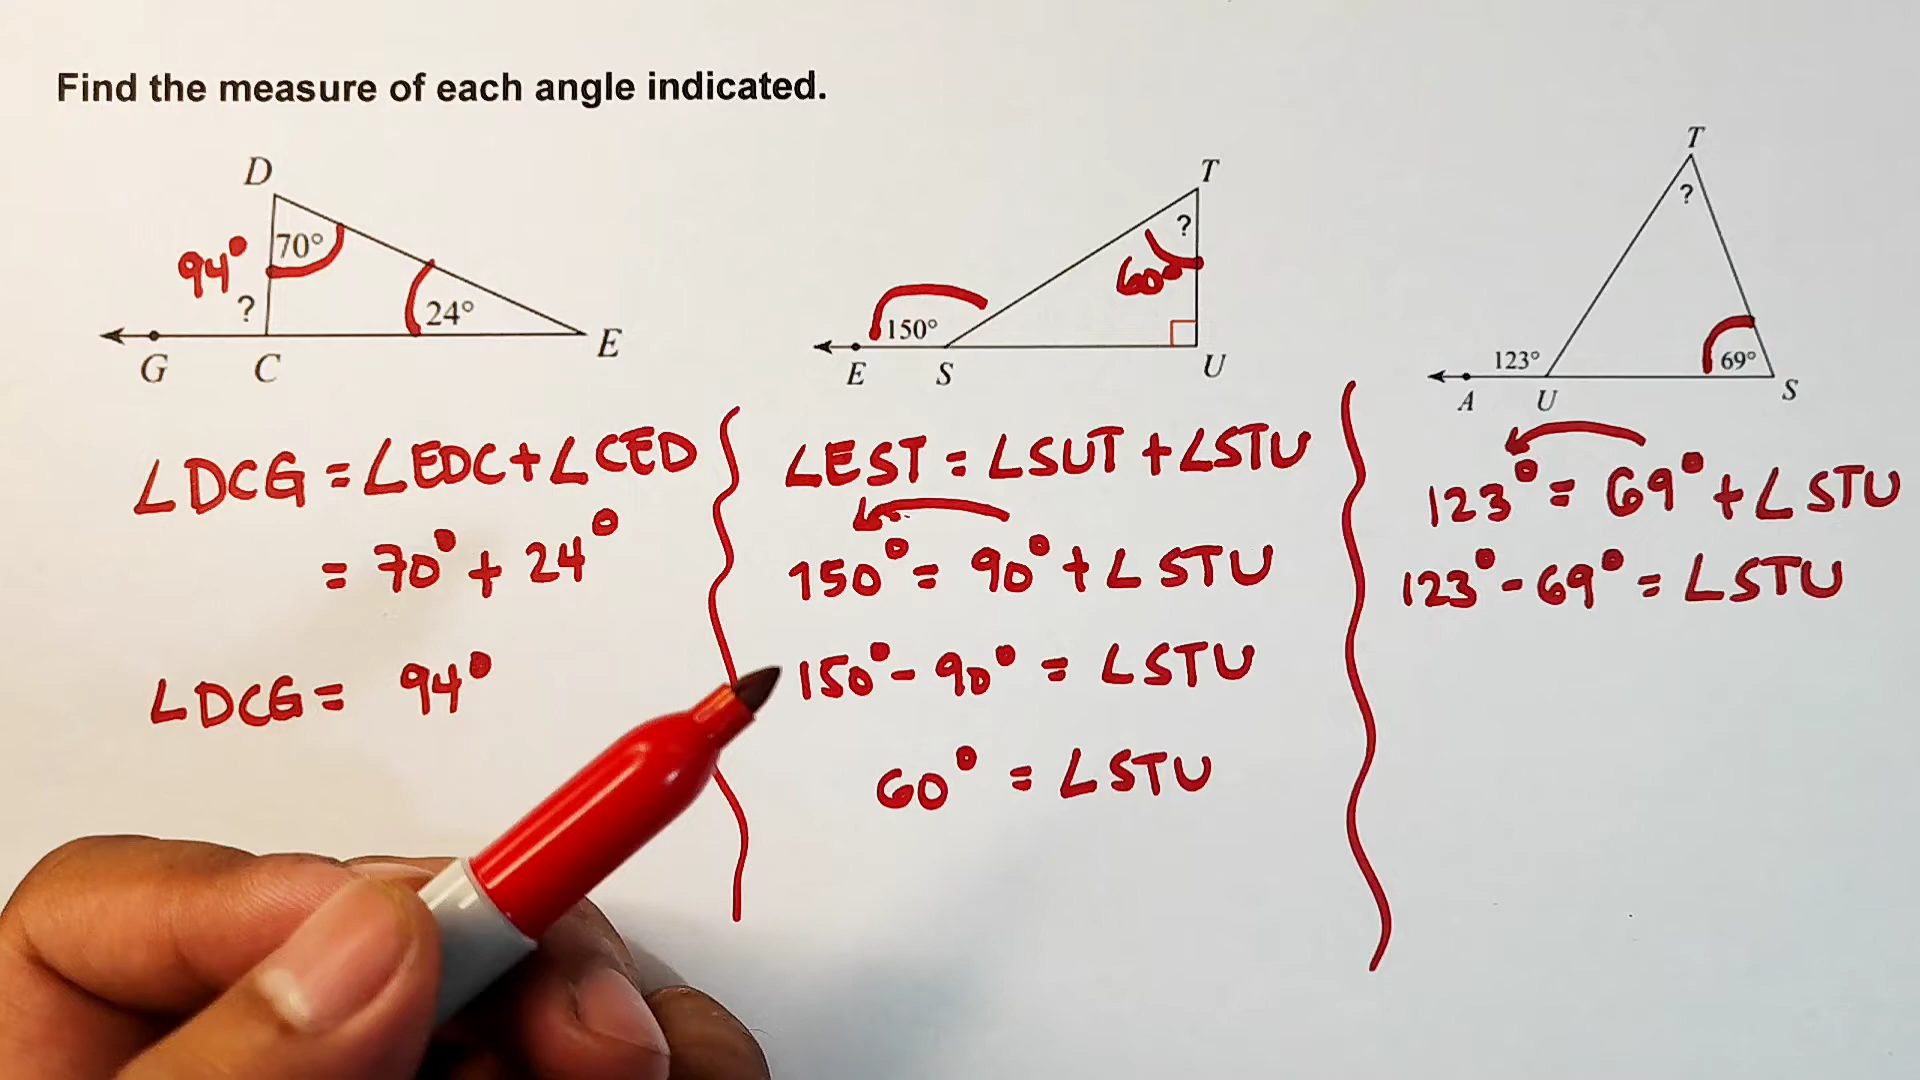 Find the measure of each angle indicated.
D
70°
94°
?
24°
G
C
E
∠DCG = ∠EDC + ∠CED
= 70° + 24°
∠DCG = 94°
T
?
60°
150°
E
S
U
∠EST = ∠SUT + ∠STU
150° = 90° + ∠STU
150° - 90° = ∠STU
60° = ∠STU
T
?
123°
69°
A
U
S
123° = 69° + ∠STU
123° - 69° = ∠STU